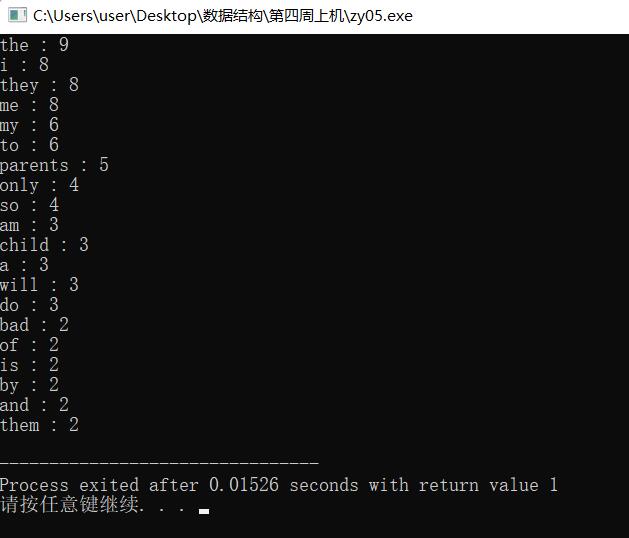 C:\Users\user\Desktop\数据结构\第四周上机\zy05.exe
the : 9
i : 8
they : 8
me : 8
my : 6
to : 6
parents : 5
only : 4
so : 4
am : 3
child : 3
a : 3
will : 3
do : 3
bad : 2
of : 2
is : 2
by : 2
and : 2
them : 2
--------------------------------
Process exited after 0.01526 seconds with return value 1
请按任意键继续. . .